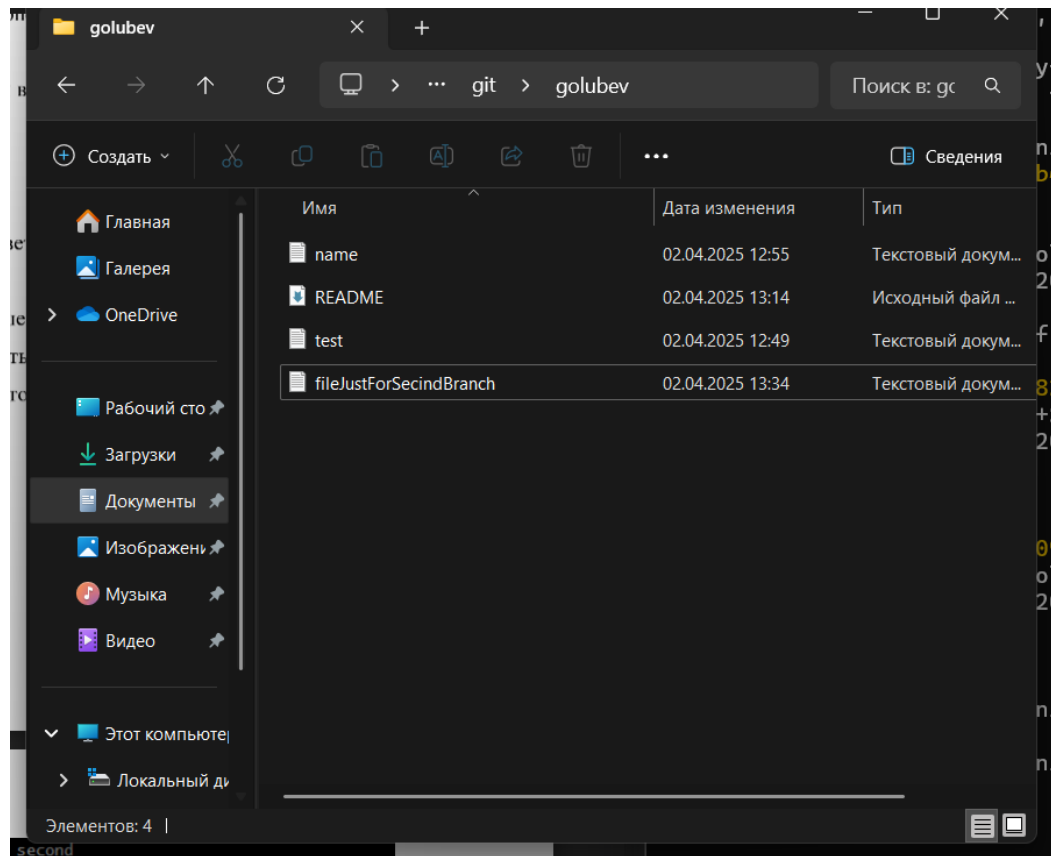 golubev
git > golubev
Поиск в: go
Создать
Сведения
Имя
Дата изменения
Тип
Главная
Галерея
OneDrive
Рабочий сто
Загрузки
Документы
Изображени
Музыка
Видео
Этот компьюте
Локальный ди
name 02.04.2025 12:55 Текстовый докум...
README 02.04.2025 13:14 Исходный файл ...
test 02.04.2025 12:49 Текстовый докум...
fileJustForSecindBranch 02.04.2025 13:34 Текстовый докум...
Элементов: 4
second